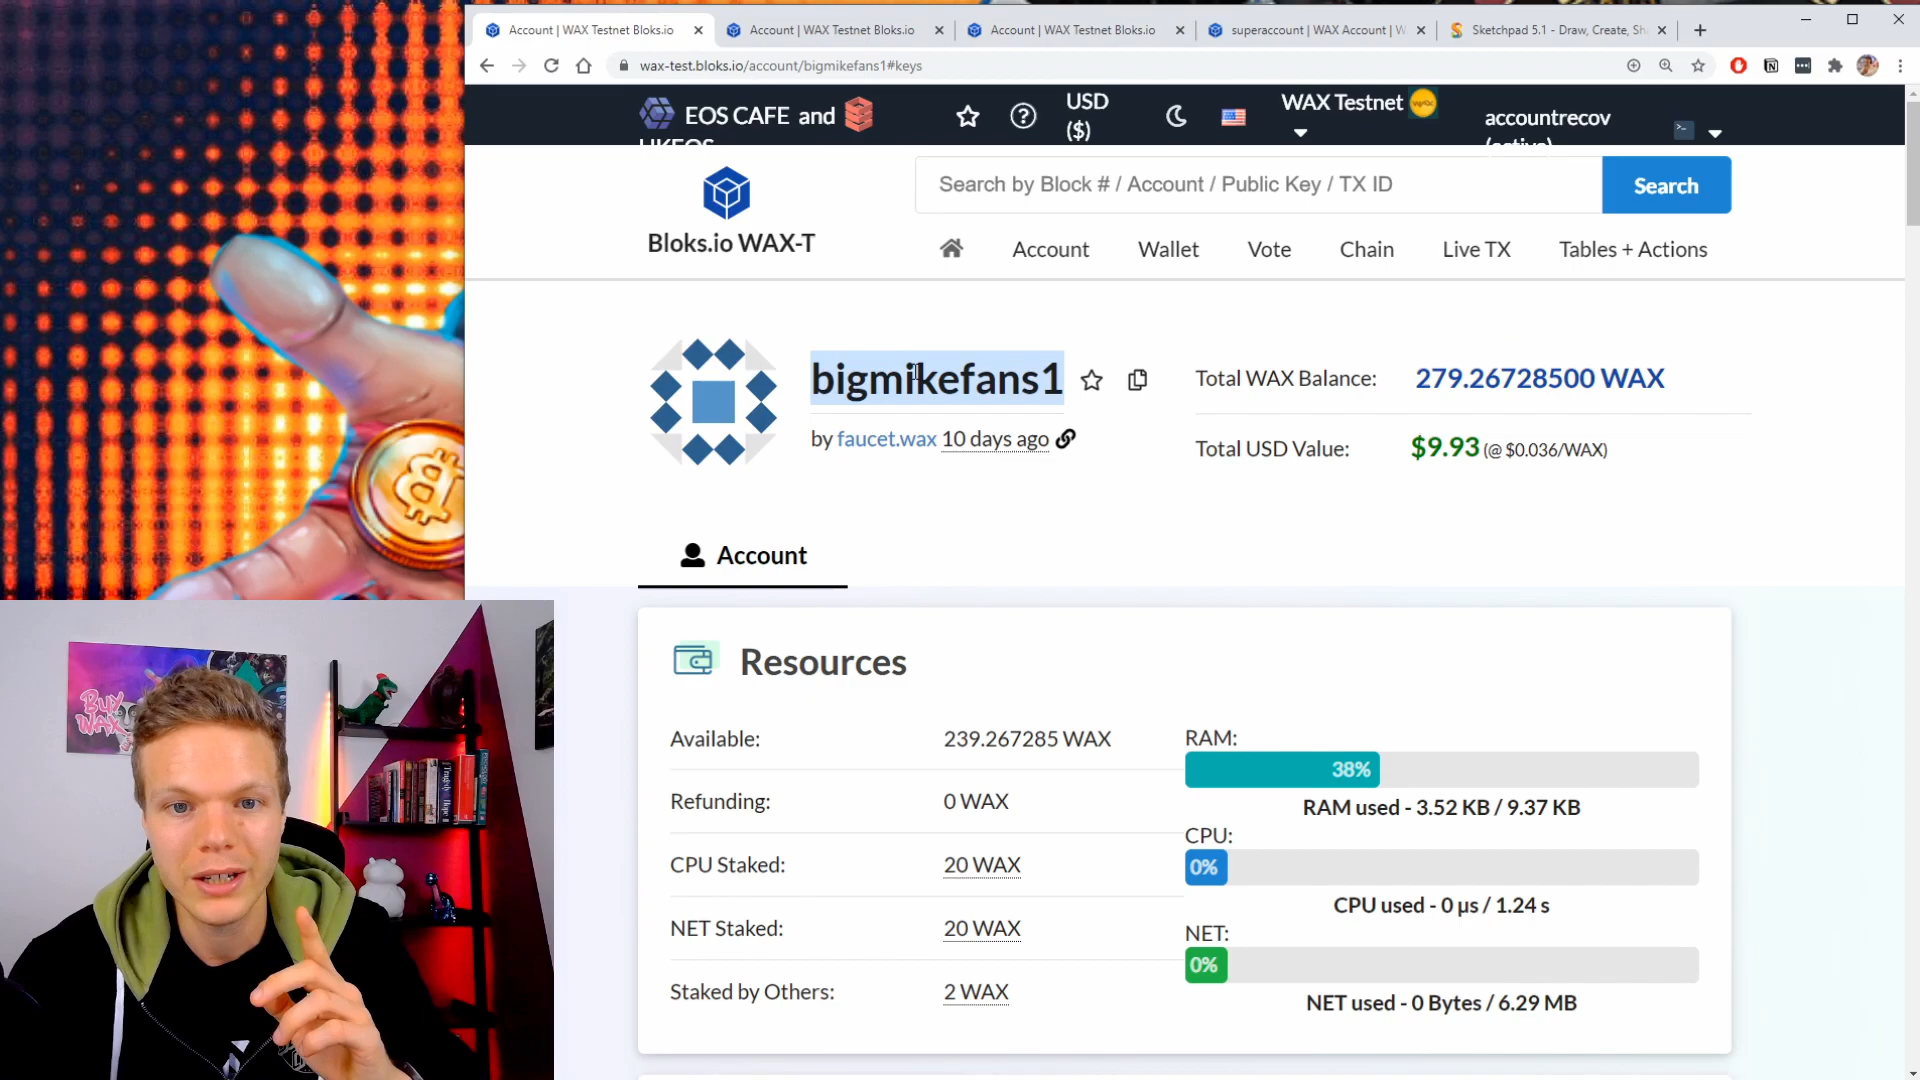 Account | WAX Testnet Bloks.io
Account | WAX Testnet Bloks.io
Account | WAX Testnet Bloks.io
superaccount | WAX Account | W
Sketchpad 5.1 - Draw, Create, Sh
wax-test.bloks.io/account/bigmikefans1#keys
EOS CAFE and
USD
($)
WAX Testnet
accountrecov
(active)
Search by Block # / Account / Public Key / TX ID
Search
Bloks.io WAX-T
Account
Wallet
Vote
Chain
Live TX
Tables + Actions
bigmikefans1
Total WAX Balance:
279.26728500 WAX
by faucet.wax 10 days ago
Total USD Value:
$9.93 (@ $0.036/WAX)
Account
Resources
Available:
239.267285 WAX
RAM:
38%
RAM used - 3.52 KB / 9.37 KB
Refunding:
0 WAX
CPU:
0%
CPU used - 0 µs / 1.24 s
CPU Staked:
20 WAX
NET Staked:
20 WAX
NET:
0%
NET used - 0 Bytes / 6.29 MB
Staked by Others:
2 WAX
BUY
WAX